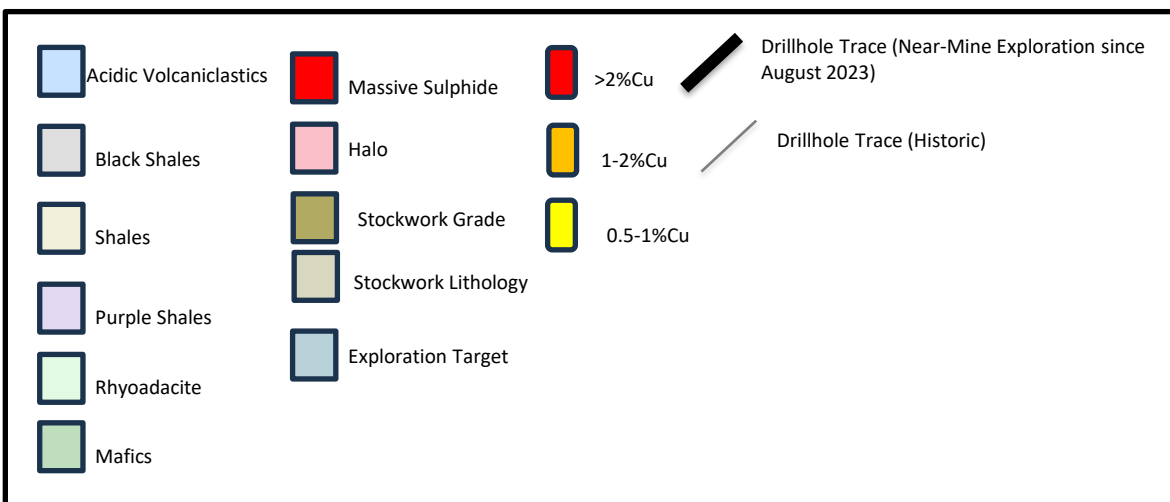 Acidic Volcaniclastics
Black Shales
Shales
Purple Shales
Rhyoadacite
Mafics
Massive Sulphide
Halo
Stockwork Grade
Stockwork Lithology
Exploration Target
>2%Cu
1-2%Cu
0.5-1%Cu
Drillhole Trace (Near-Mine Exploration since
August 2023)
Drillhole Trace (Historic)